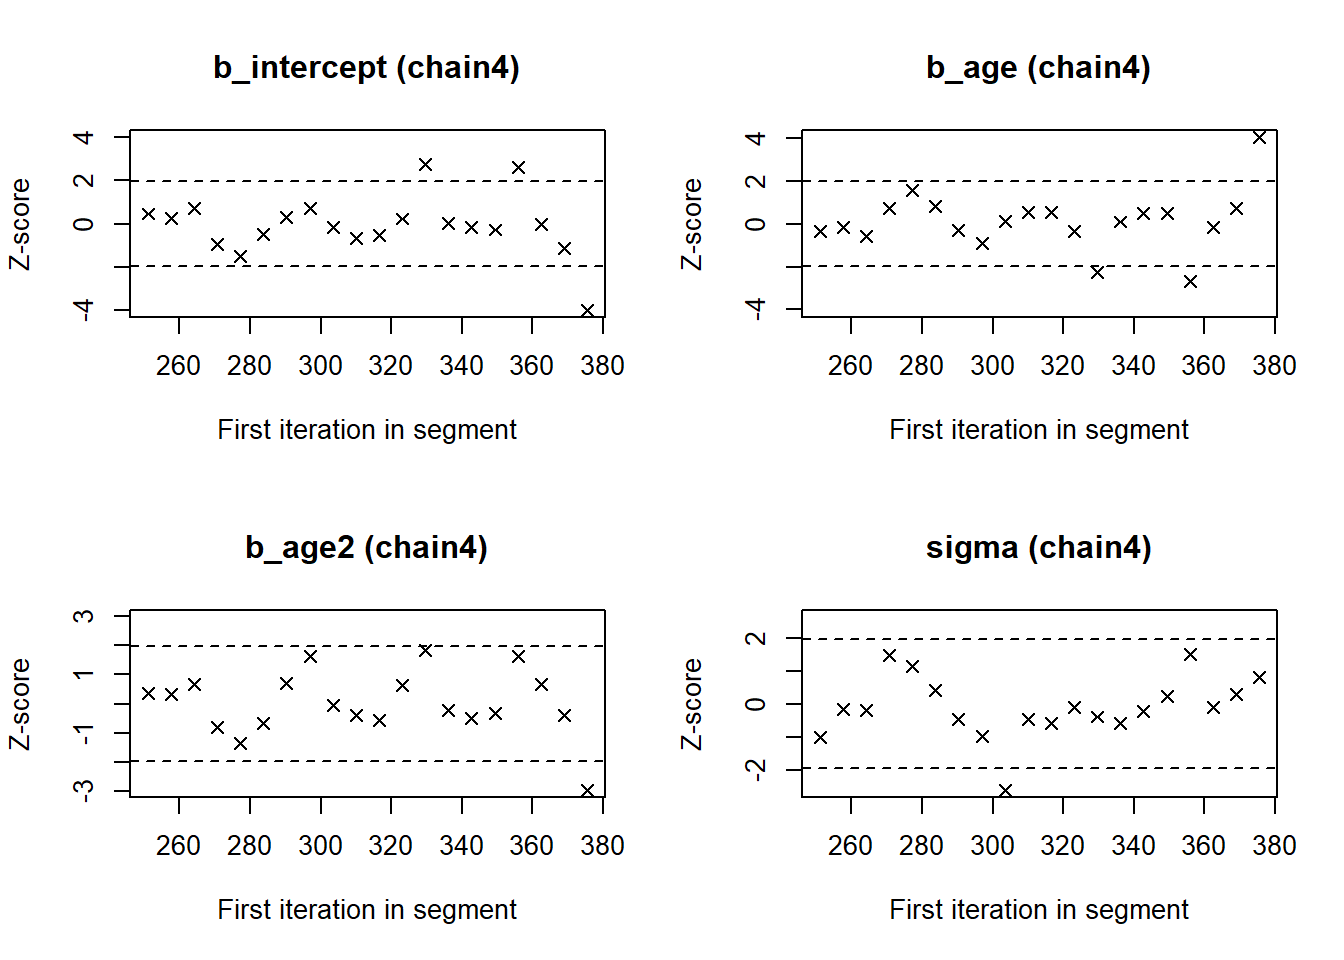 b_intercept (chain4)
Z-score
4
2
0
-4
260 280 300 320 340 360 380
First iteration in segment
b_age (chain4)
Z-score
4
2
0
-4
260 280 300 320 340 360 380
First iteration in segment
b_age2 (chain4)
Z-score
3
1
-1
-3
260 280 300 320 340 360 380
First iteration in segment
sigma (chain4)
Z-score
2
0
-2
260 280 300 320 340 360 380
First iteration in segment